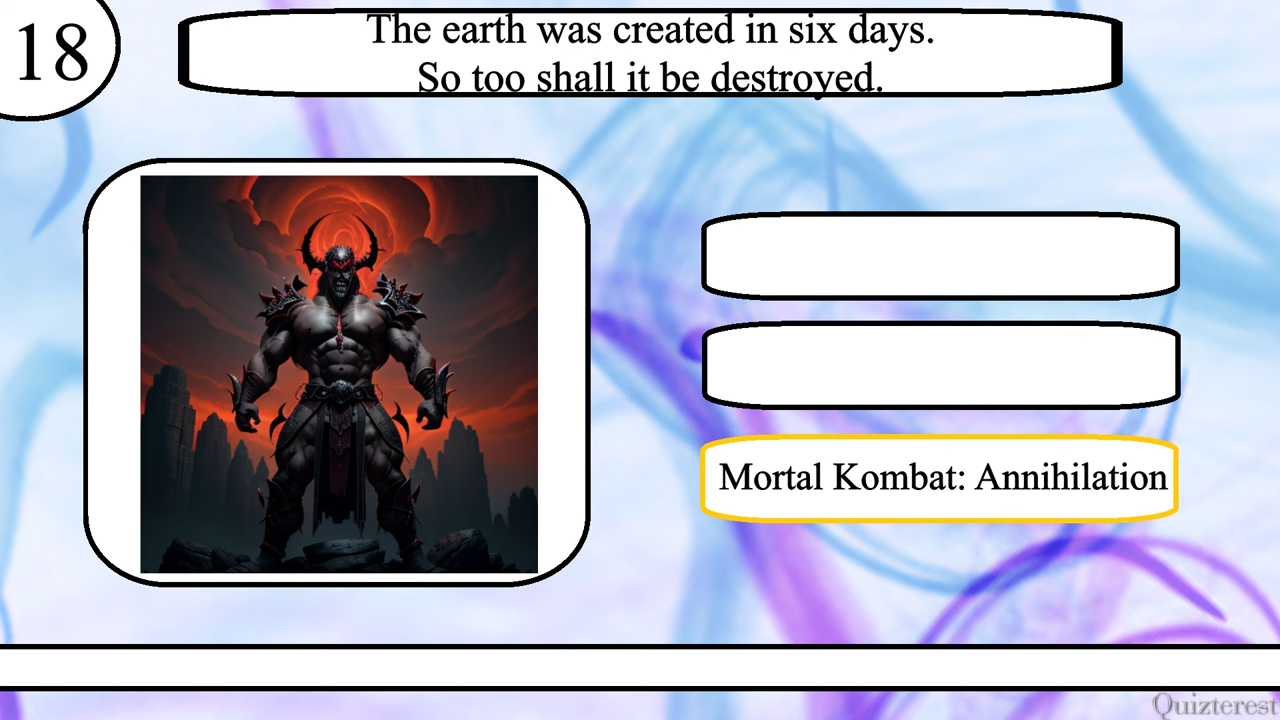 18
The earth was created in six days.
So too shall it be destroyed.
Mortal Kombat: Annihilation
Quizterest